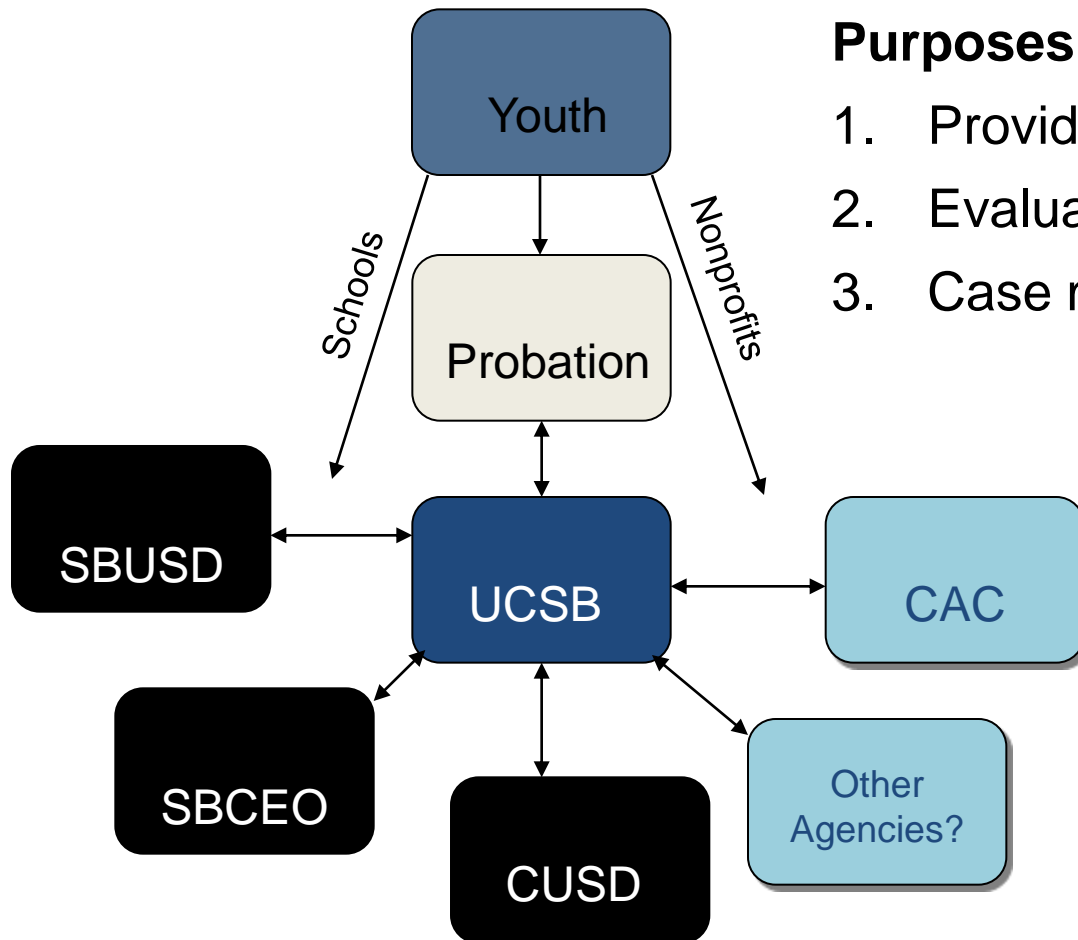 Purposes
Youth
1. Provid
2. Evalua
3. Case
Schools
Nonprofits
Probation
SBUSD
UCSB
CAC
SBCEO
Other
Agencies?
CUSD